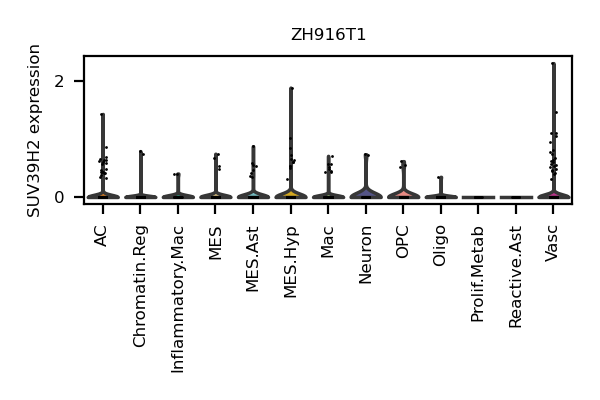 ZH916T1
SUV39H2 expression
2
0
AC
Chromatin.Reg
Inflammatory.Mac
MES
MES.Ast
MES.Hyp
Mac
Neuron
OPC
Oligo
Prolif.Metab
Reactive.Ast
Vasc